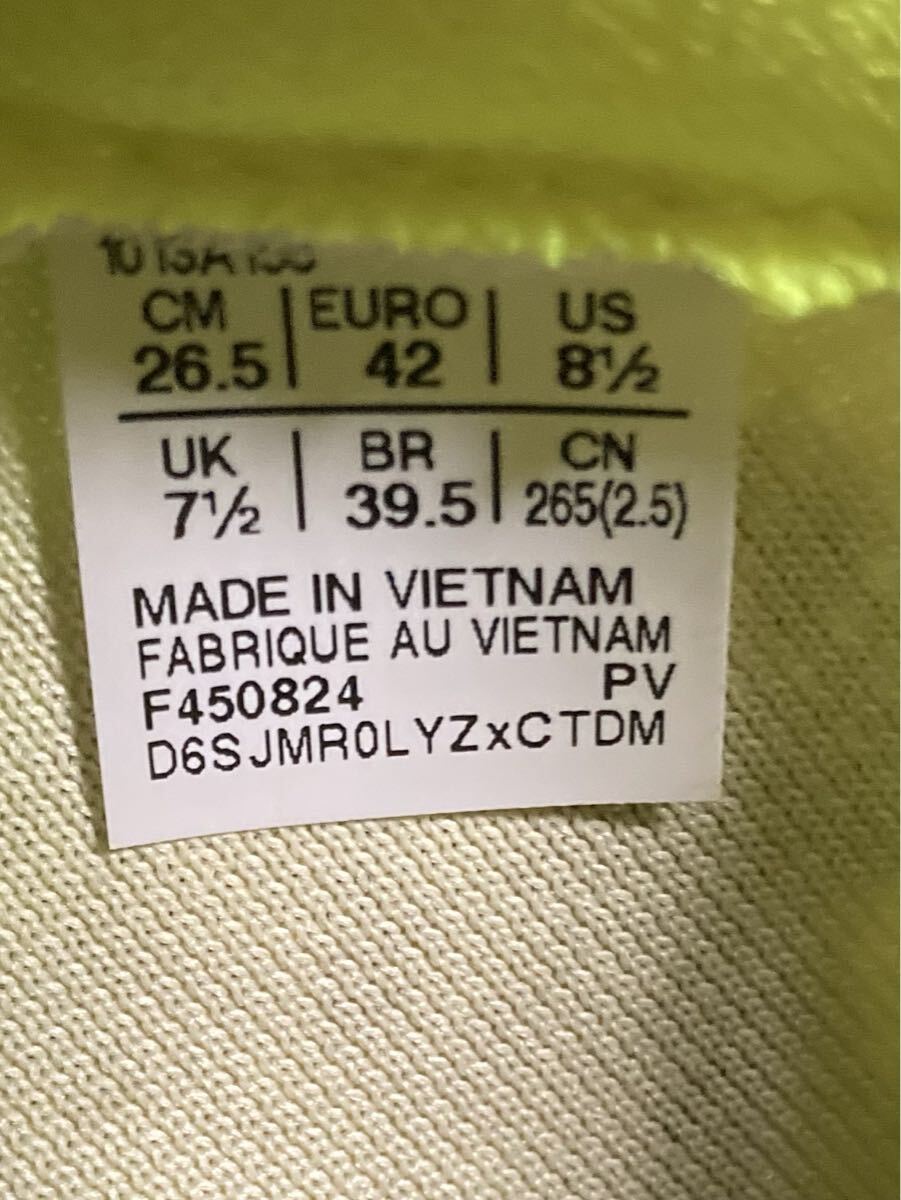 CM | EURO | US
26.5 | 42 | 8½
UK | BR | CN
7½ | 39.5 | 265(2.5)
MADE IN VIETNAM
FABRIQUE AU VIETNAM
F450824 PV
D6SJMR0LYZxCTDM